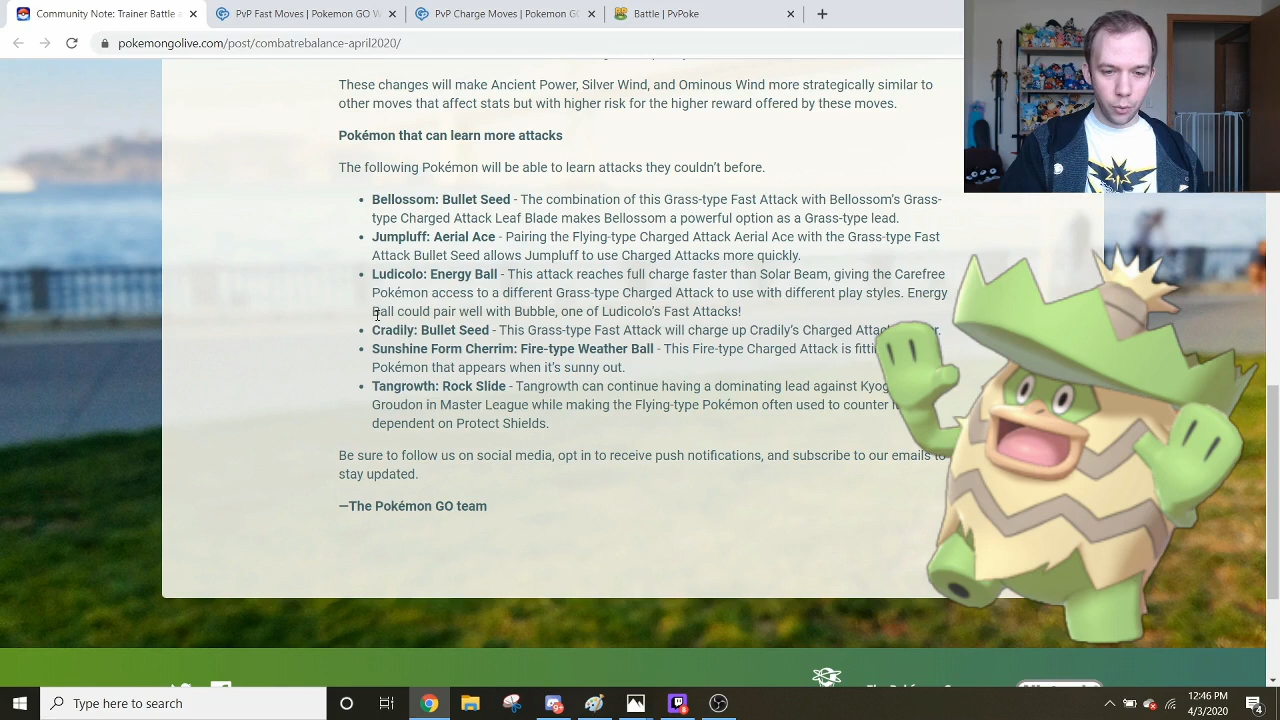 Combat Rebalance: Trainer Battle
PvP Fast Moves | Pokemon GO W
PvP Charge Moves | Pokemon GO
Battle | PvPoke
pokemongolive.com/post/combatrebalance-apr2020/
These changes will make Ancient Power, Silver Wind, and Ominous Wind more strategically similar to
other moves that affect stats but with higher risk for the higher reward offered by these moves.
Pokémon that can learn more attacks
The following Pokémon will be able to learn attacks they couldn't before.
• Bellossom: Bullet Seed - The combination of this Grass-type Fast Attack with Bellossom's Grass-
type Charged Attack Leaf Blade makes Bellossom a powerful option as a Grass-type lead.
• Jumpluff: Aerial Ace - Pairing the Flying-type Charged Attack Aerial Ace with the Grass-type Fast
Attack Bullet Seed allows Jumpluff to use Charged Attacks more quickly.
• Ludicolo: Energy Ball - This attack reaches full charge faster than Solar Beam, giving the Carefree
Pokémon access to a different Grass-type Charged Attack to use with different play styles. Energy
Ball could pair well with Bubble, one of Ludicolo's Fast Attacks!
• Cradily: Bullet Seed - This Grass-type Fast Attack will charge up Cradily's Charged
• Sunshine Form Cherrim: Fire-type Weather Ball - This Fire-type Charged Attack is
Pokémon that appears when it's sunny out.
• Tangrowth: Rock Slide - Tangrowth can continue having a dominating lead against
Groudon in Master League while making the Flying-type Pokémon often used to counter
dependent on Protect Shields.
Be sure to follow us on social media, opt in to receive push notifications, and subscribe to our emails to
stay updated.
—The Pokémon GO team
Type here to search
12:46 PM
4/3/2020
4